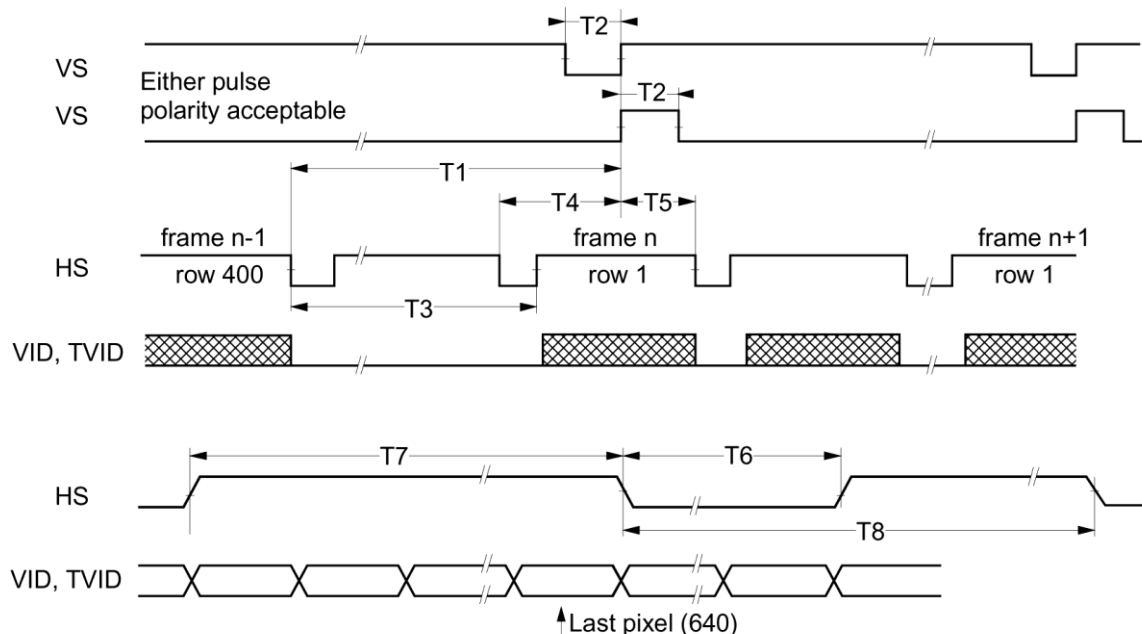 T2
VS
Either pulse
polarity acceptable
T2
VS
T1
T4
T5
frame n-1
frame n
frame n+1
HS
row 400
row 1
row 1
T3
VID, TVID
T7
T6
HS
T8
VID, TVID
Last pixel (640)